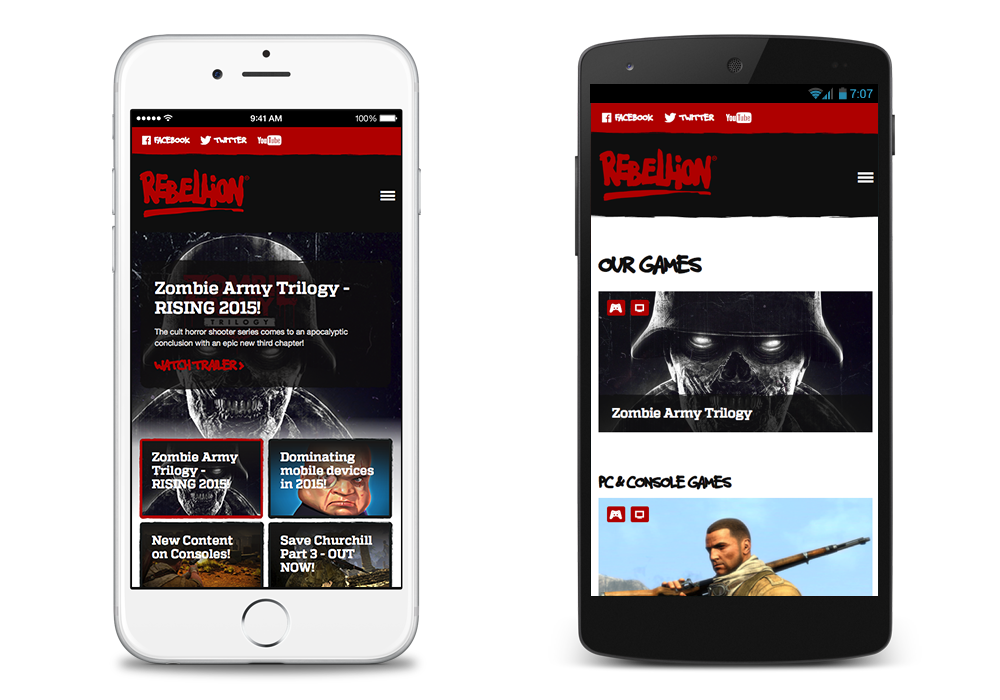 9:41 AM
100%
FACEBOOK
TWITTER
YouTube
REBELLION®
Zombie Army Trilogy -
RISING 2015!
TRILOGY
The cult horror shooter series comes to an apocalyptic
conclusion with an epic new third chapter!
WATCH TRAILER >
Zombie Army
Trilogy -
RISING 2015!
Dominating
mobile devices
in 2015!
New Content
on Consoles!
Save Churchill
Part 3 - OUT
NOW!
7:07
FACEBOOK
TWITTER
YouTube
REBELLION®
OUR GAMES
Zombie Army Trilogy
PC & CONSOLE GAMES